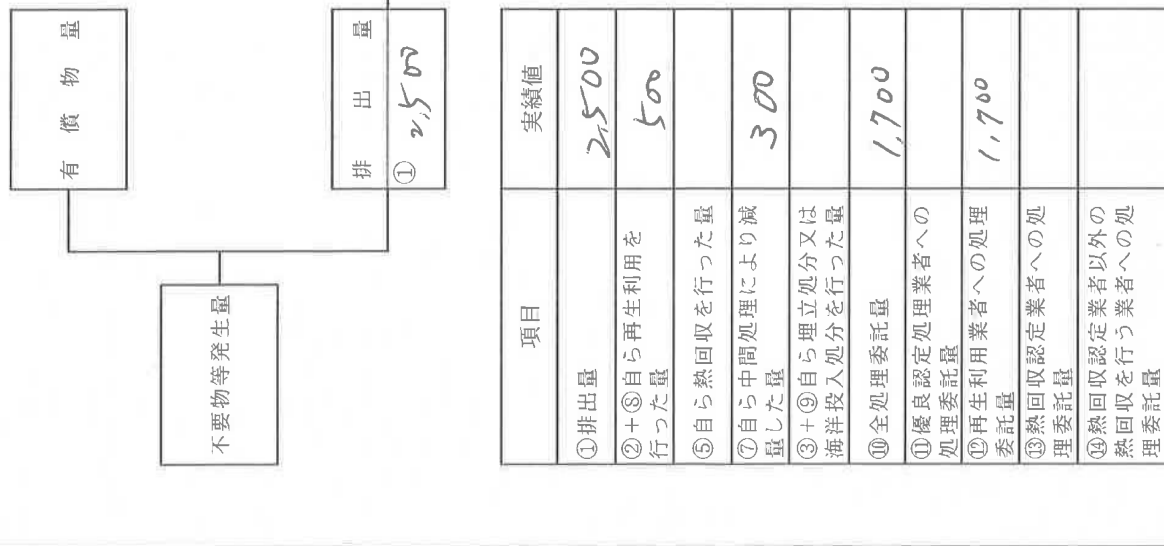 有償物量
不要物等発生量
排出量
① 2,500
項目 実績値
①排出量 2,500
②+⑧自ら再生利用を
行った量 500
⑤自ら熱回収を行った量
⑦自ら中間処理により減
量した量 300
③+⑨自ら埋立処分又は
海洋投入処分を行った量
⑩全処理委託量 1,700
⑪優良認定処理業者への
処理委託量
⑫再生利用業者への処理
委託量 1,700
⑬熱回収認定業者への処
理委託量
⑭熱回収認定業者以外の
熱回収を行う業者への処
理委託量